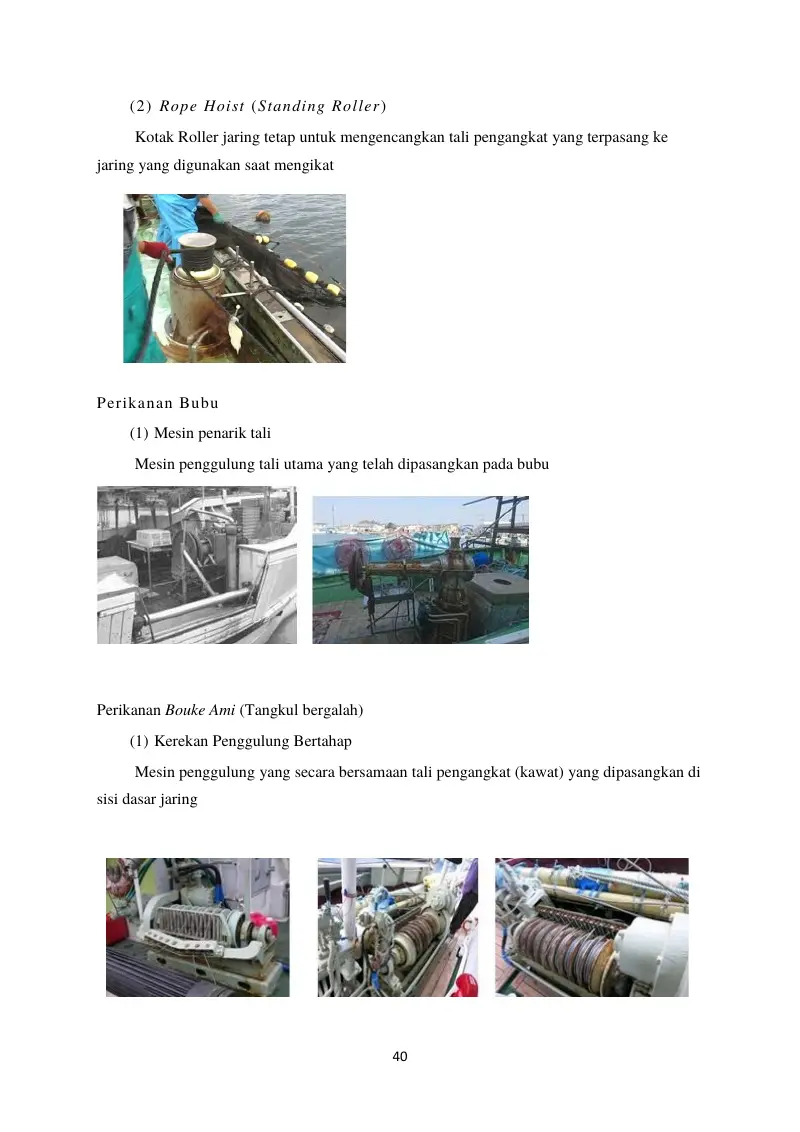 (2) Rope Hoist (Standing Roller)
Kotak Roller jaring tetap untuk mengencangkan tali pengangkat yang terpasang ke
jaring yang digunakan saat mengikat
Perikanan Bubu
(1) Mesin penarik tali
Mesin penggulung tali utama yang telah dipasangkan pada bubu
Perikanan Bouke Ami (Tangkul bergalah)
(1) Kerekan Penggulung Bertahap
Mesin penggulung yang secara bersamaan tali pengangkat (kawat) yang dipasangkan di
sisi dasar jaring
40